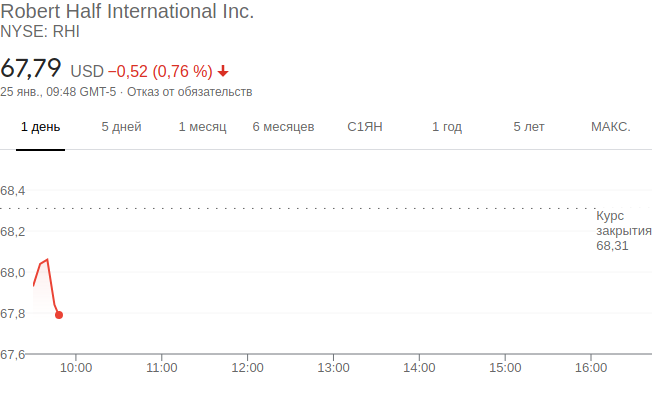 Robert Half International Inc.
NYSE: RHI
67,79 USD −0,52 (0,76 %)
25 янв., 09:48 GMT-5 · Отказ от обязательств
1 день 5 дней 1 месяц 6 месяцев С1ЯН 1 год 5 лет МАКС.
68,4
Курс
закрытия
68,31
68,2
68,0
67,8
67,6
10:00 11:00 12:00 13:00 14:00 15:00 16:00